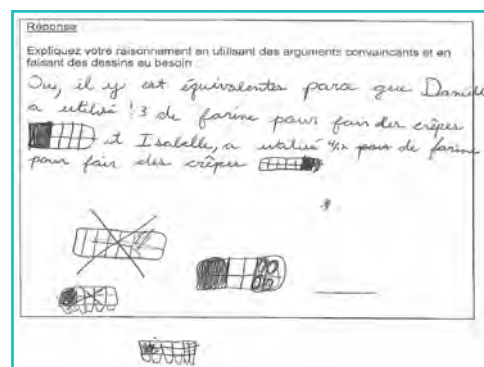 Réponse
Expliquez votre raisonnement en utilisant des arguments convaincants et en
faisant des dessins au besoin
Oui, il y est équivalentes para que Danielle
a utilisé 1/3 de farine pour fair des crêpes
et Isabelle, a utilisé 4/12 pour de farine
pour fair des crêpes